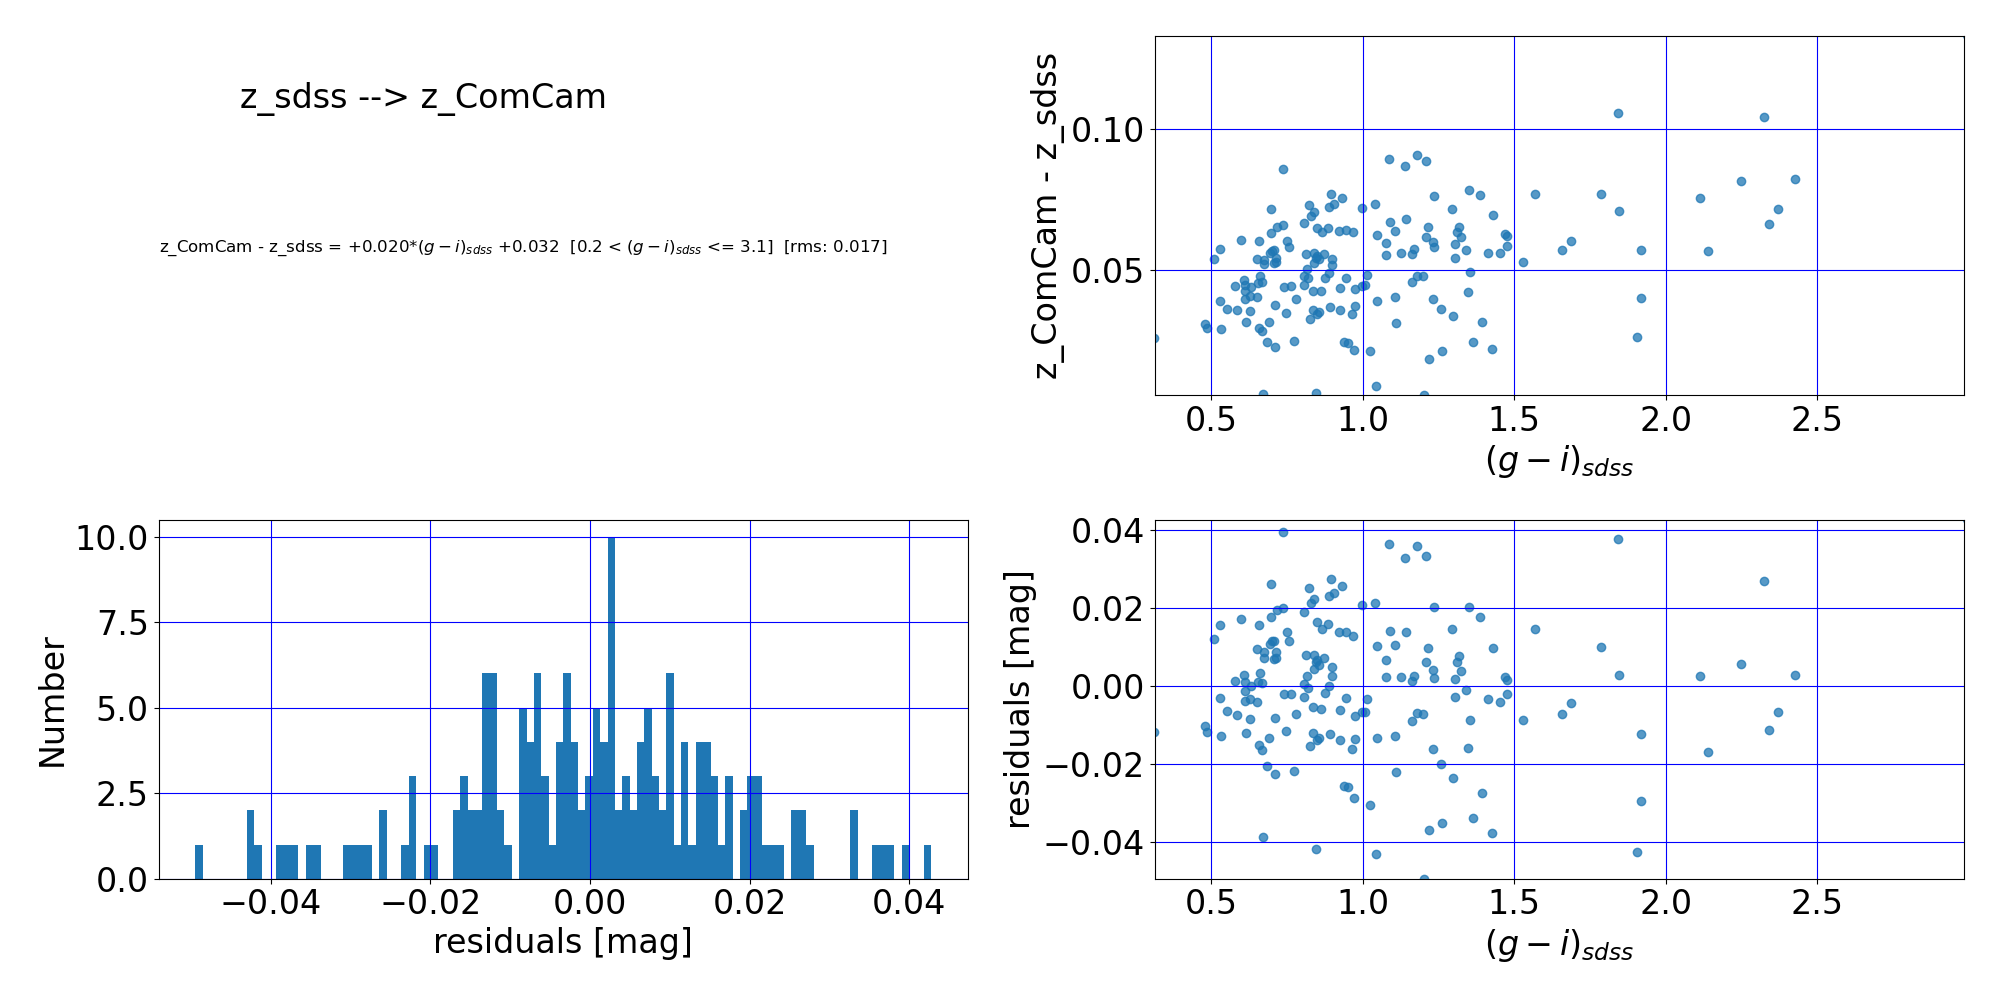 z_sdss --> z_ComCam
z_ComCam - z_sdss = +0.020*(g − i)sdss +0.032 [0.2 < (g − i)sdss <= 3.1] [rms: 0.017]
z_ComCam - z_sdss
0.10
0.05
0.5 1.0 1.5 2.0 2.5
(g − i)sdss
Number
10.0
7.5
5.0
2.5
0.0
−0.04 −0.02 0.00 0.02 0.04
residuals [mag]
residuals [mag]
0.04
0.02
0.00
−0.02
−0.04
0.5 1.0 1.5 2.0 2.5
(g − i)sdss